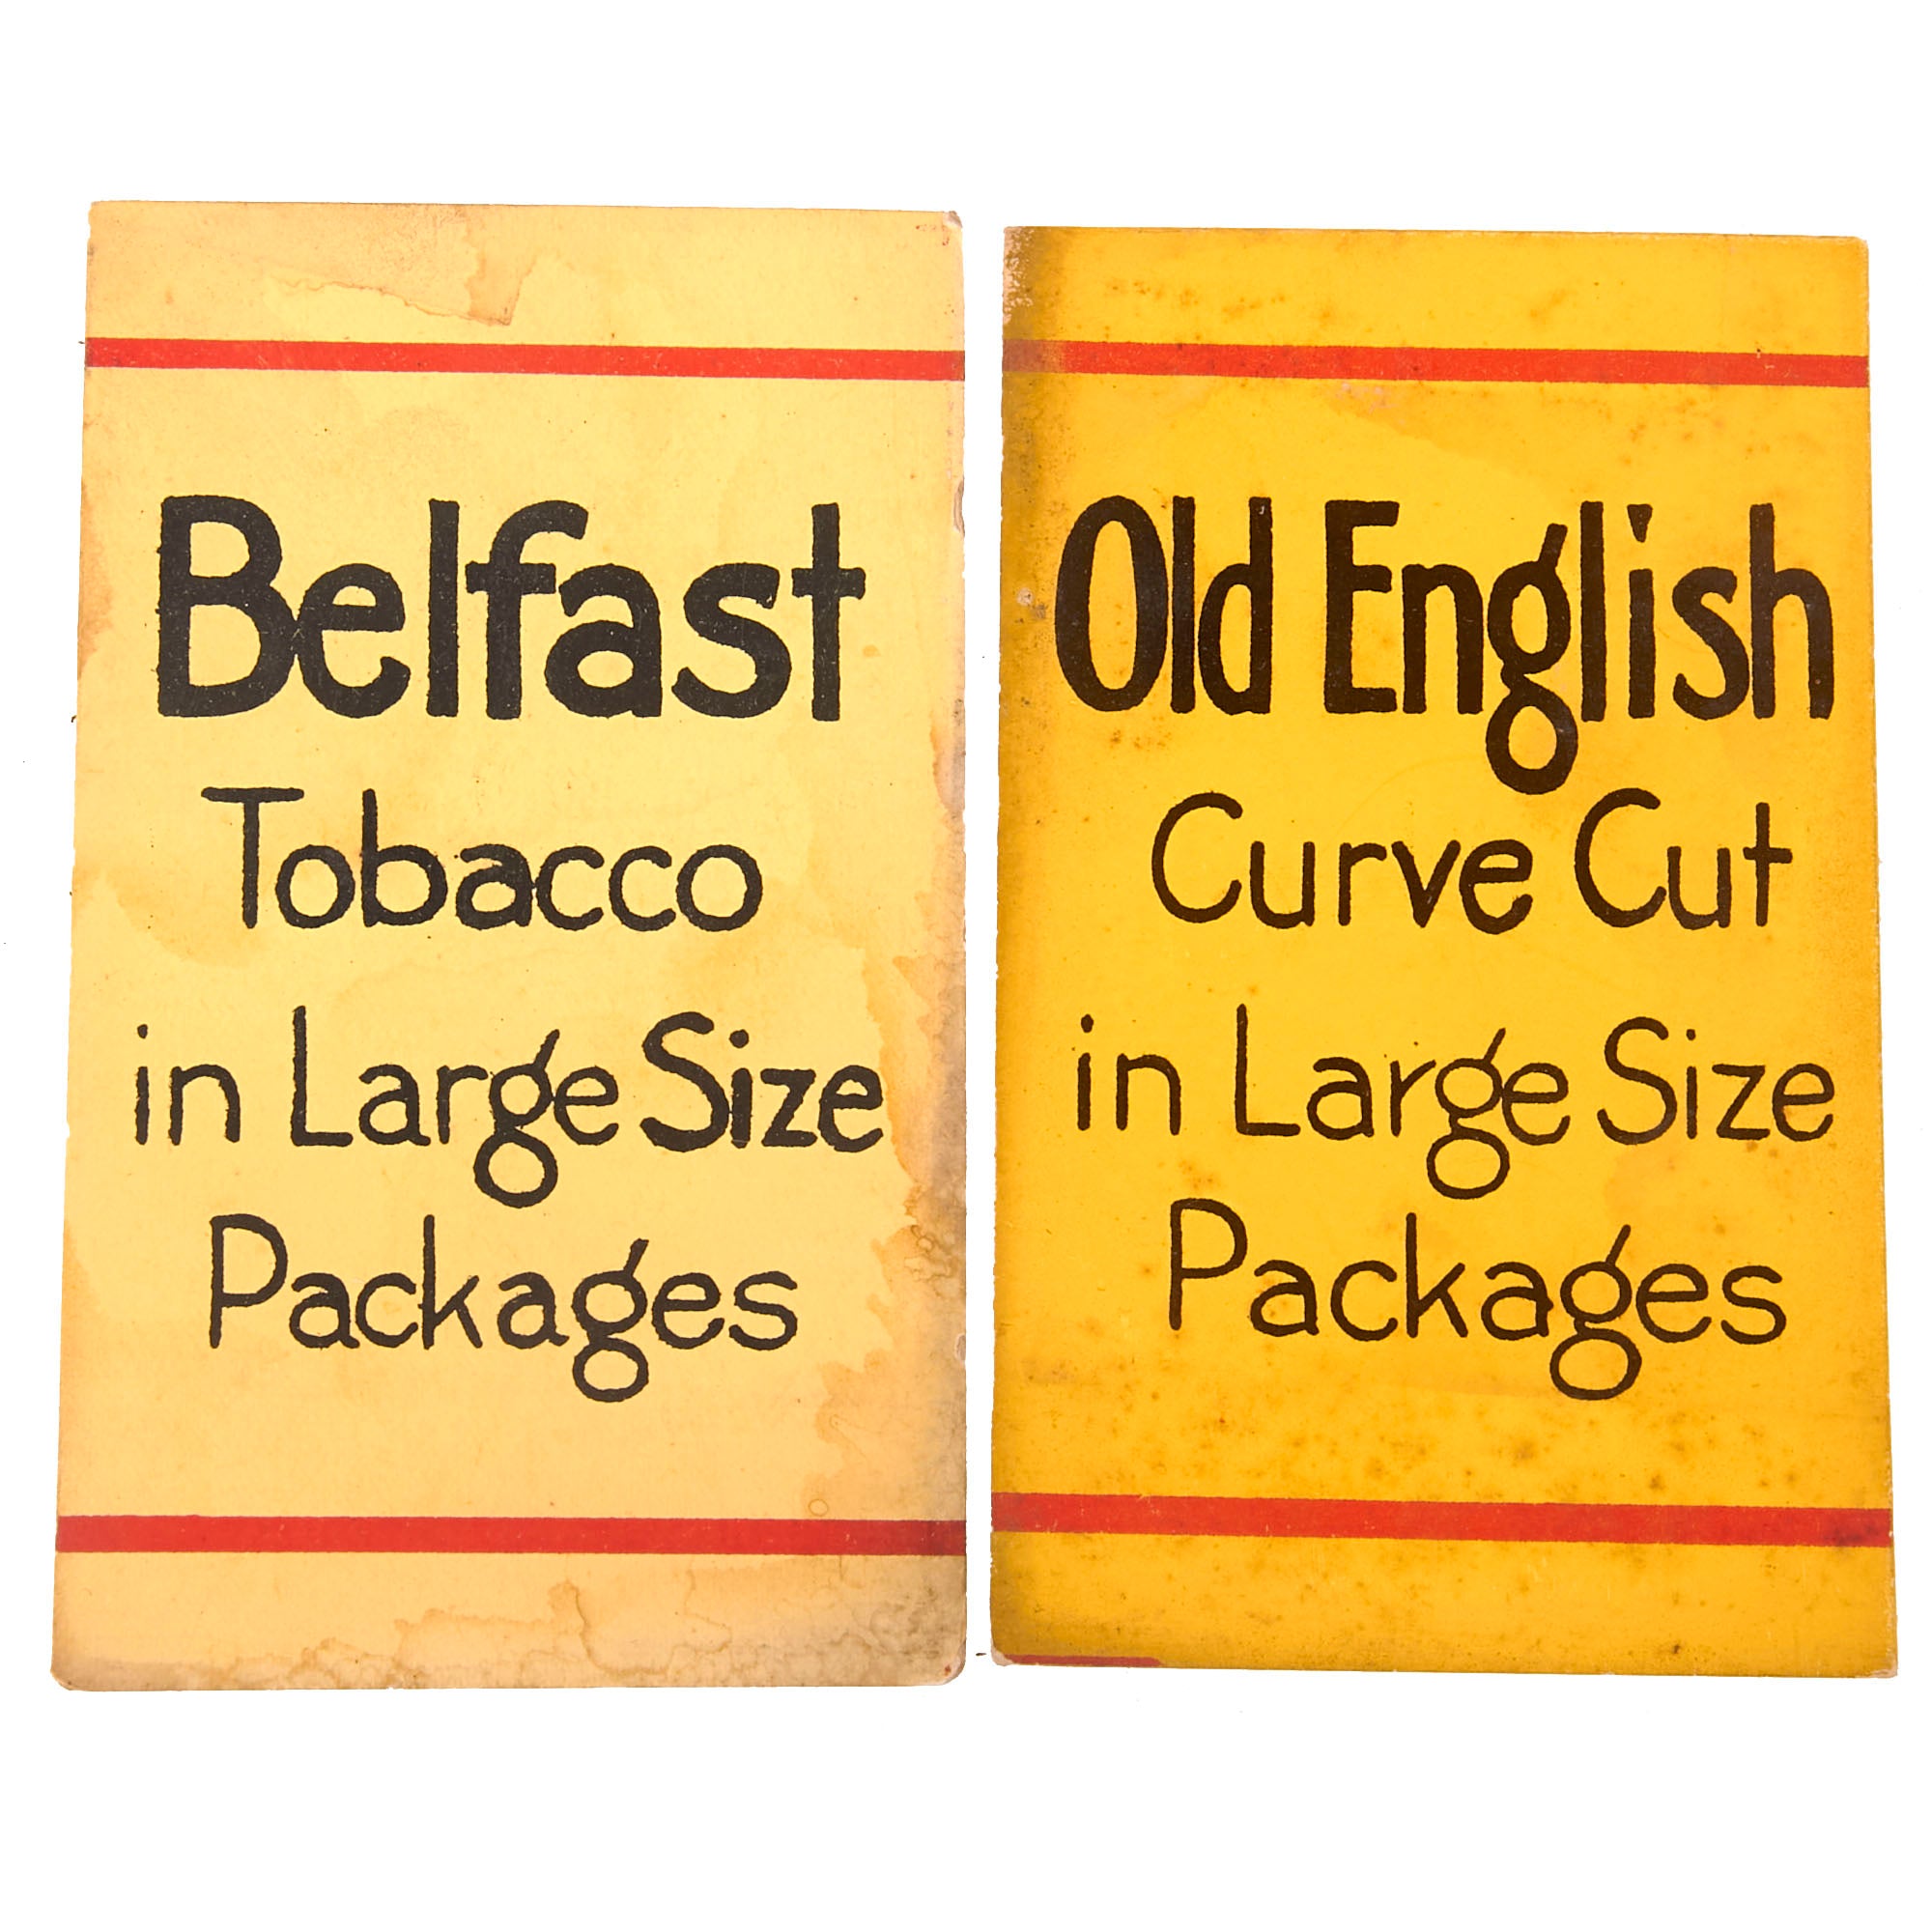 Belfast
Tobacco
in Large Size
Packages
Old English
Curve Cut
in Large Size
Packages